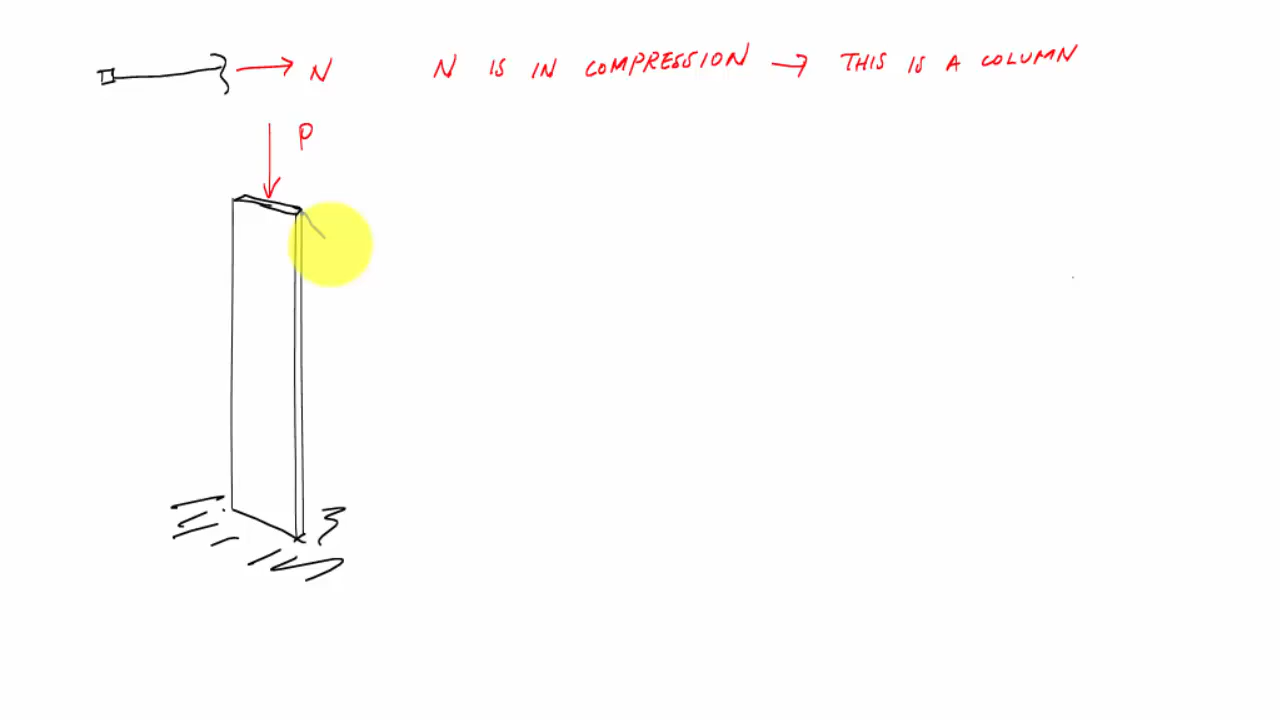 N N IS IN COMPRESSION → THIS IS A COLUMN
P